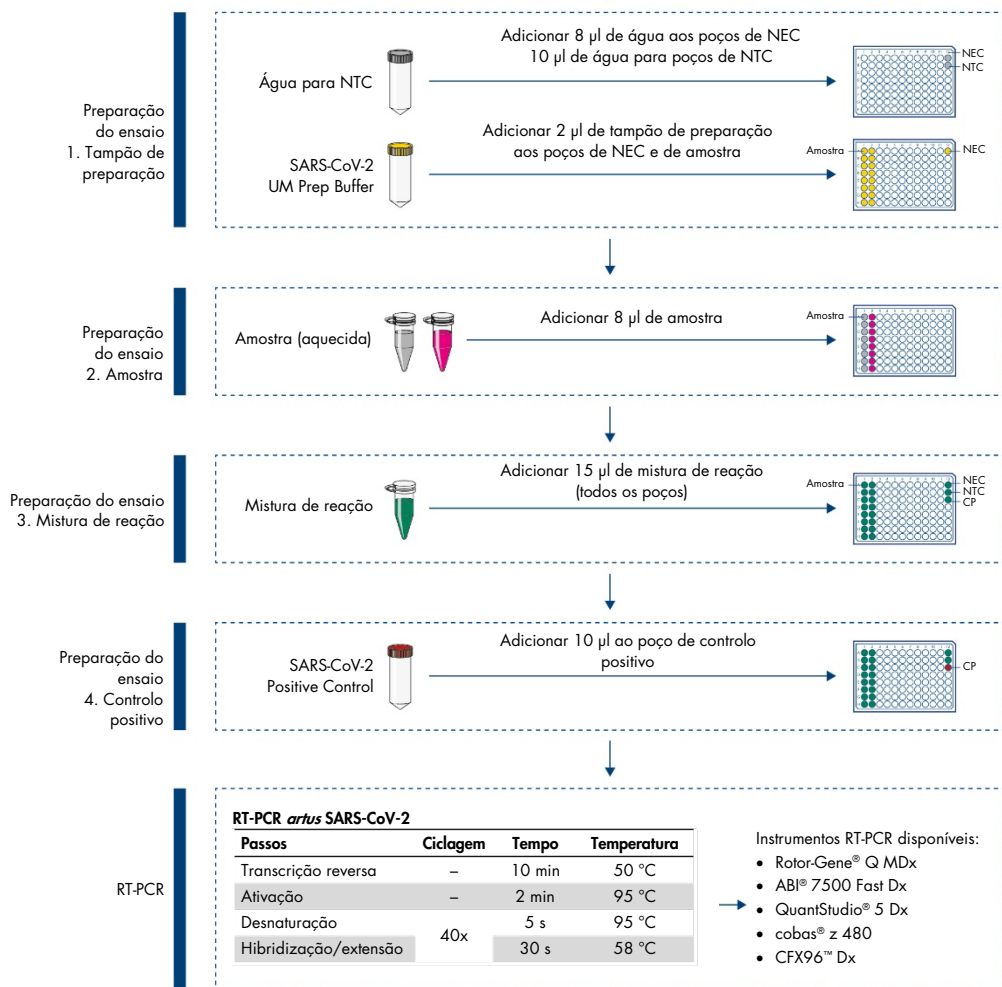 Preparação
do ensaio
1. Tampão de
preparação
Água para NTC
Adicionar 8 µl de água aos poços de NEC
10 µl de água para poços de NTC
NEC
NTC
SARS-CoV-2
UM Prep Buffer
Adicionar 2 µl de tampão de preparação
aos poços de NEC e de amostra
Amostra
NEC
Preparação
do ensaio
2. Amostra
Amostra (aquecida)
Adicionar 8 µl de amostra
Amostra
Preparação do ensaio
3. Mistura de reação
Mistura de reação
Adicionar 15 µl de mistura de reação
(todos os poços)
Amostra
NEC
NTC
CP
Preparação do
ensaio
4. Controlo
positivo
SARS-CoV-2
Positive Control
Adicionar 10 µl ao poço de controlo
positivo
CP
RT-PCR
RT-PCR artus SARS-CoV-2
Passos Ciclagem Tempo Temperatura
Transcrição reversa – 10 min 50 °C
Ativação – 2 min 95 °C
Desnaturação 40x 5 s 95 °C
Hibridização/extensão 30 s 58 °C
Instrumentos RT-PCR disponíveis:
• Rotor-Gene® Q MDx
• ABI® 7500 Fast Dx
• QuantStudio® 5 Dx
• cobas® z 480
• CFX96™ Dx